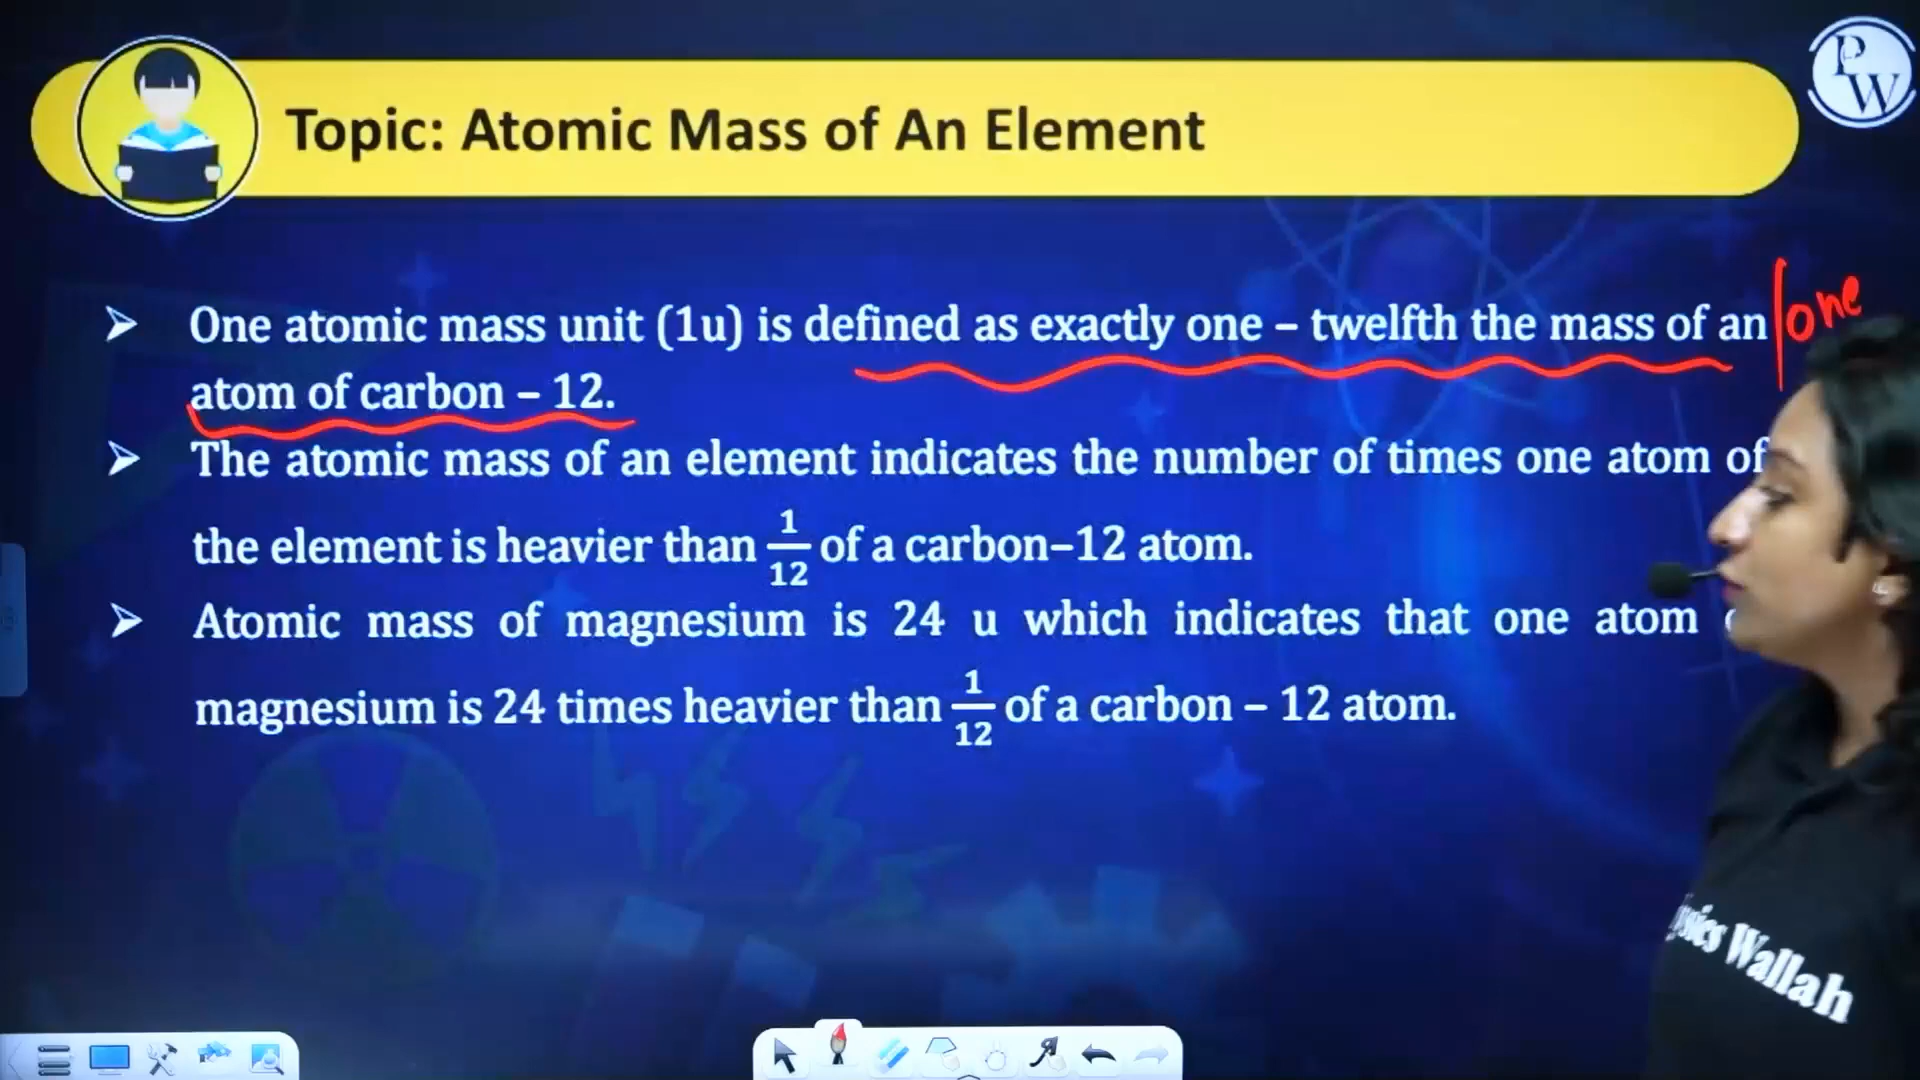 PW
Topic: Atomic Mass of An Element
➤ One atomic mass unit (1u) is defined as exactly one – twelfth the mass of an /one
atom of carbon – 12.
➤ The atomic mass of an element indicates the number of times one atom of
the element is heavier than 1/12 of a carbon–12 atom.
➤ Atomic mass of magnesium is 24 u which indicates that one atom
magnesium is 24 times heavier than 1/12 of a carbon – 12 atom.
Wallah